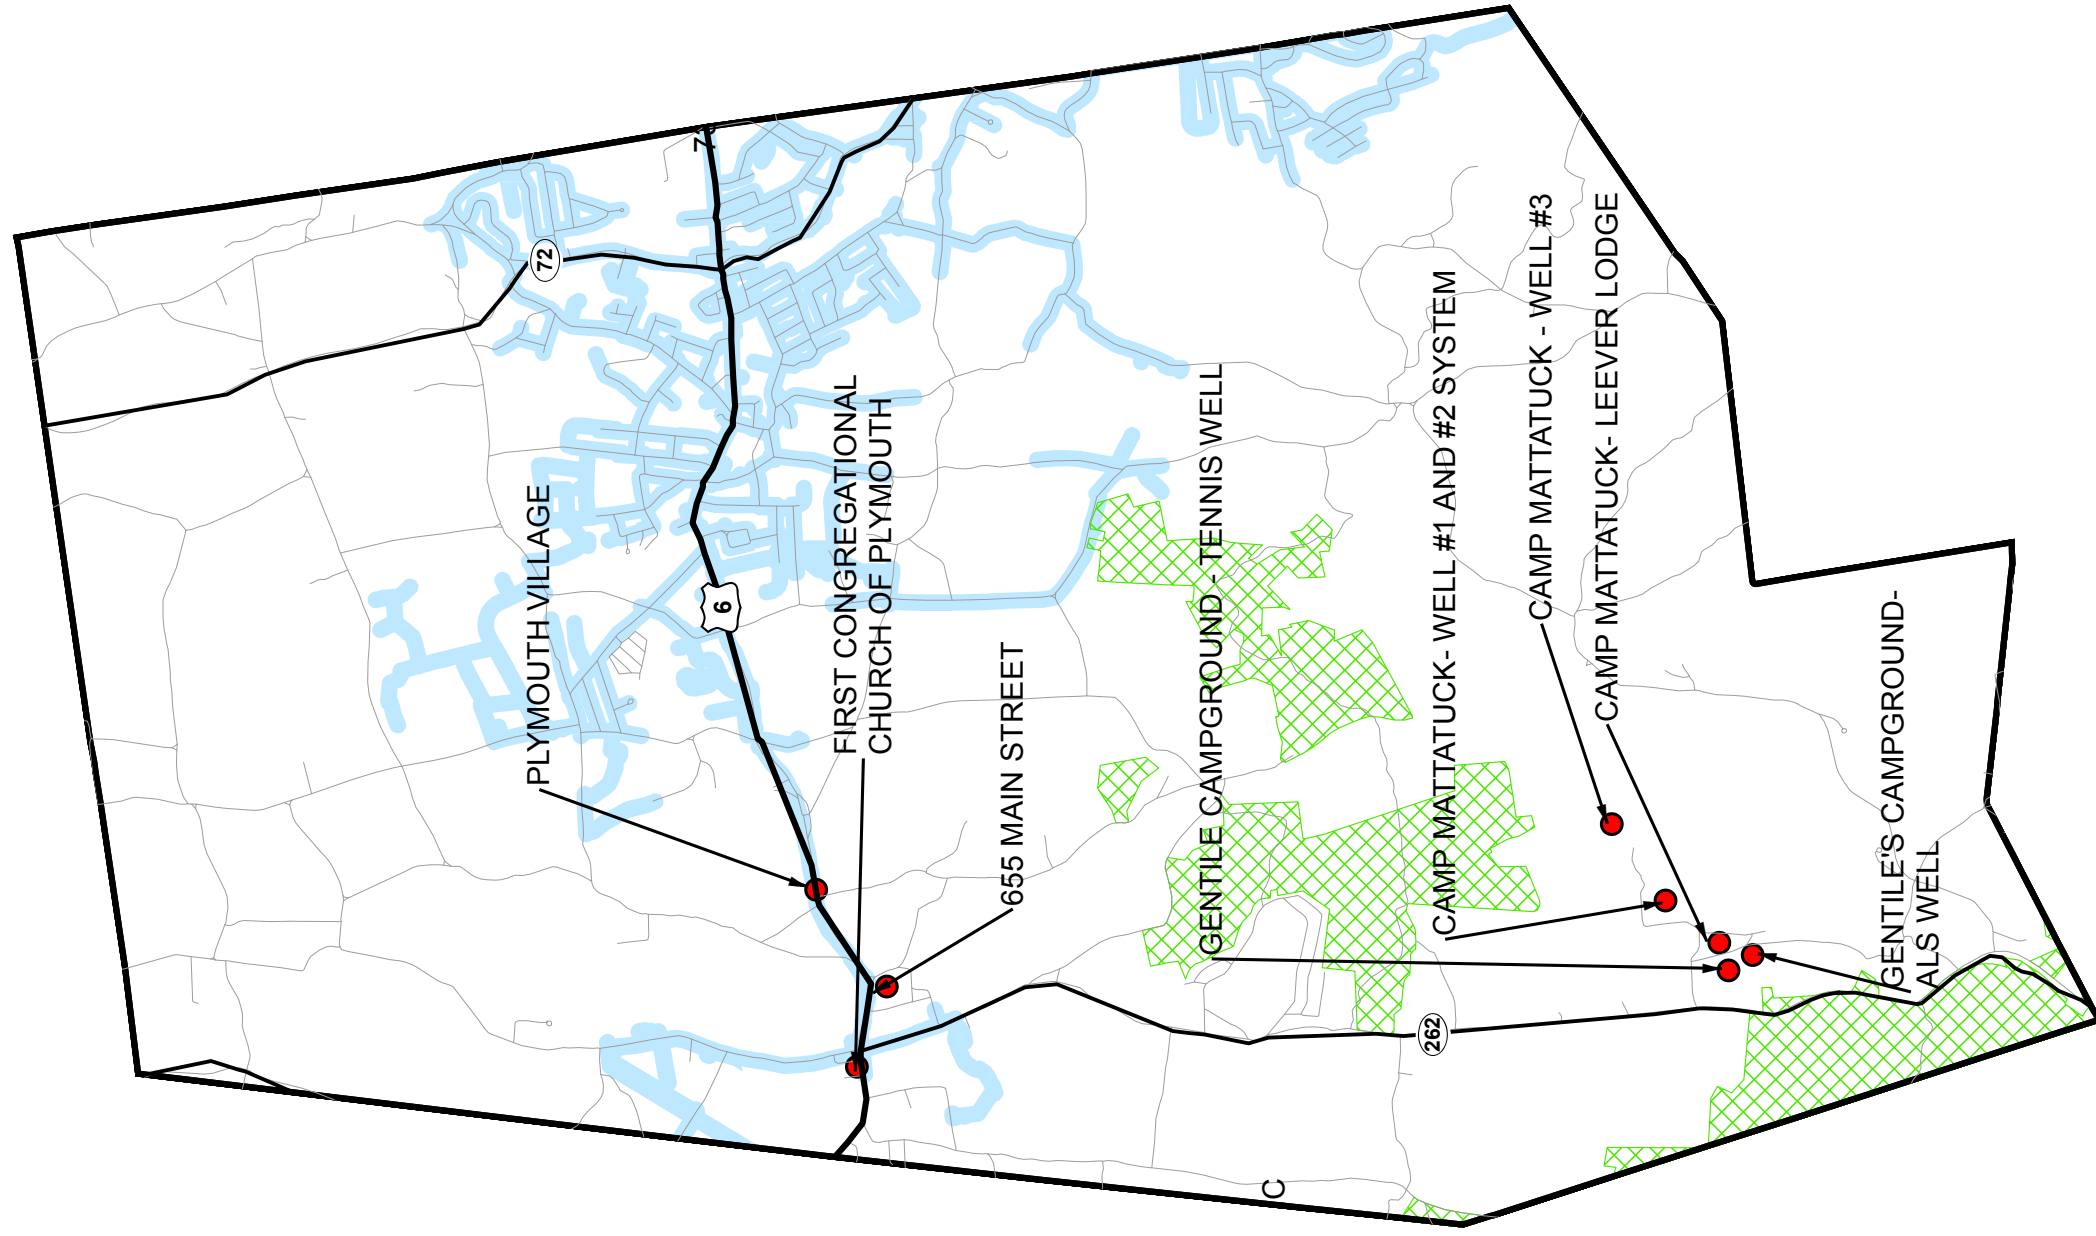 PLYMOUTH VILLAGE
FIRST CONGREGATIONAL
CHURCH OF PLYMOUTH
655 MAIN STREET
GENTILE CAMPGROUND - TENNIS WELL
CAMP MATTATUCK- WELL #1 AND #2 SYSTEM
CAMP MATTATUCK - WELL #3
CAMP MATTATUCK- LEEVER LODGE
GENTILE'S CAMPGROUND-
ALS WELL
72
6
262
C